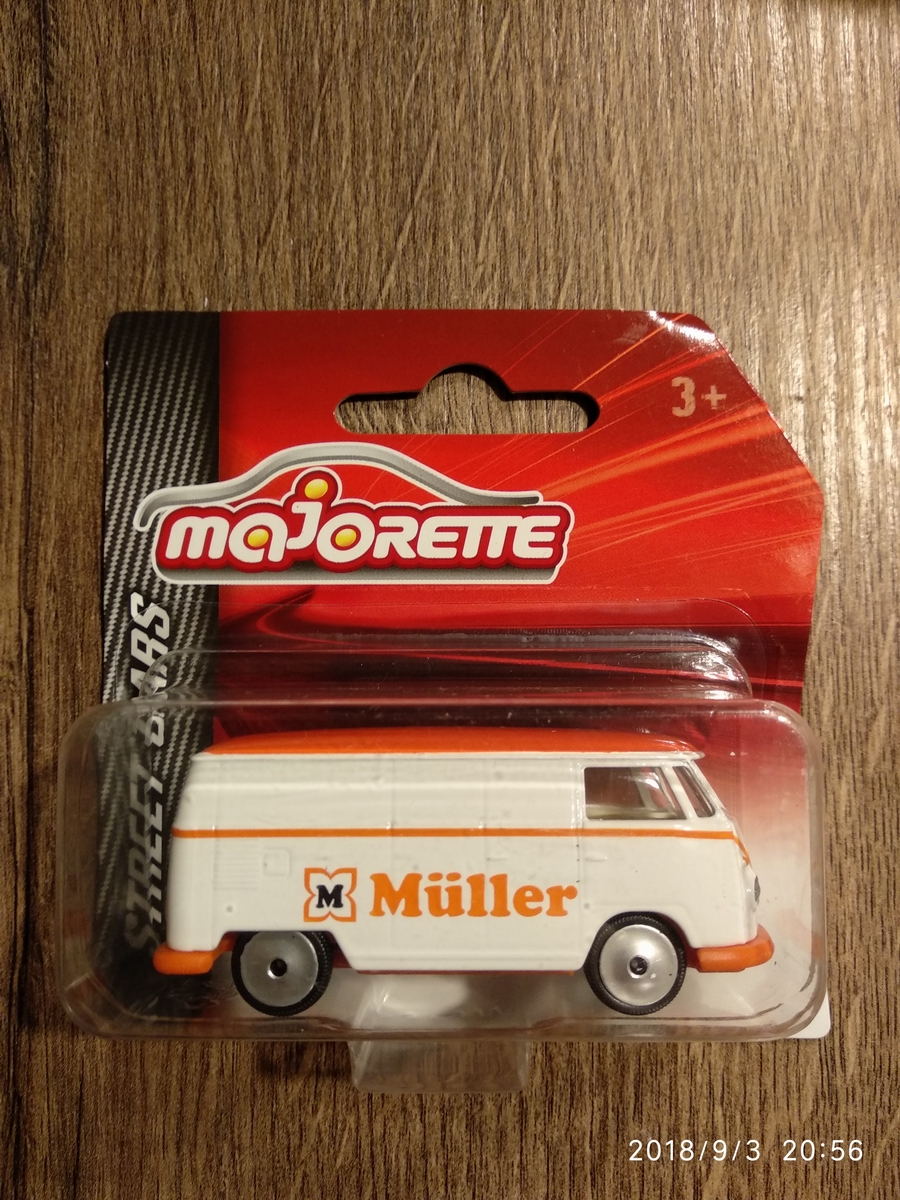 3+
majorette
STREET CARS
M Müller
2018/9/3 20:56